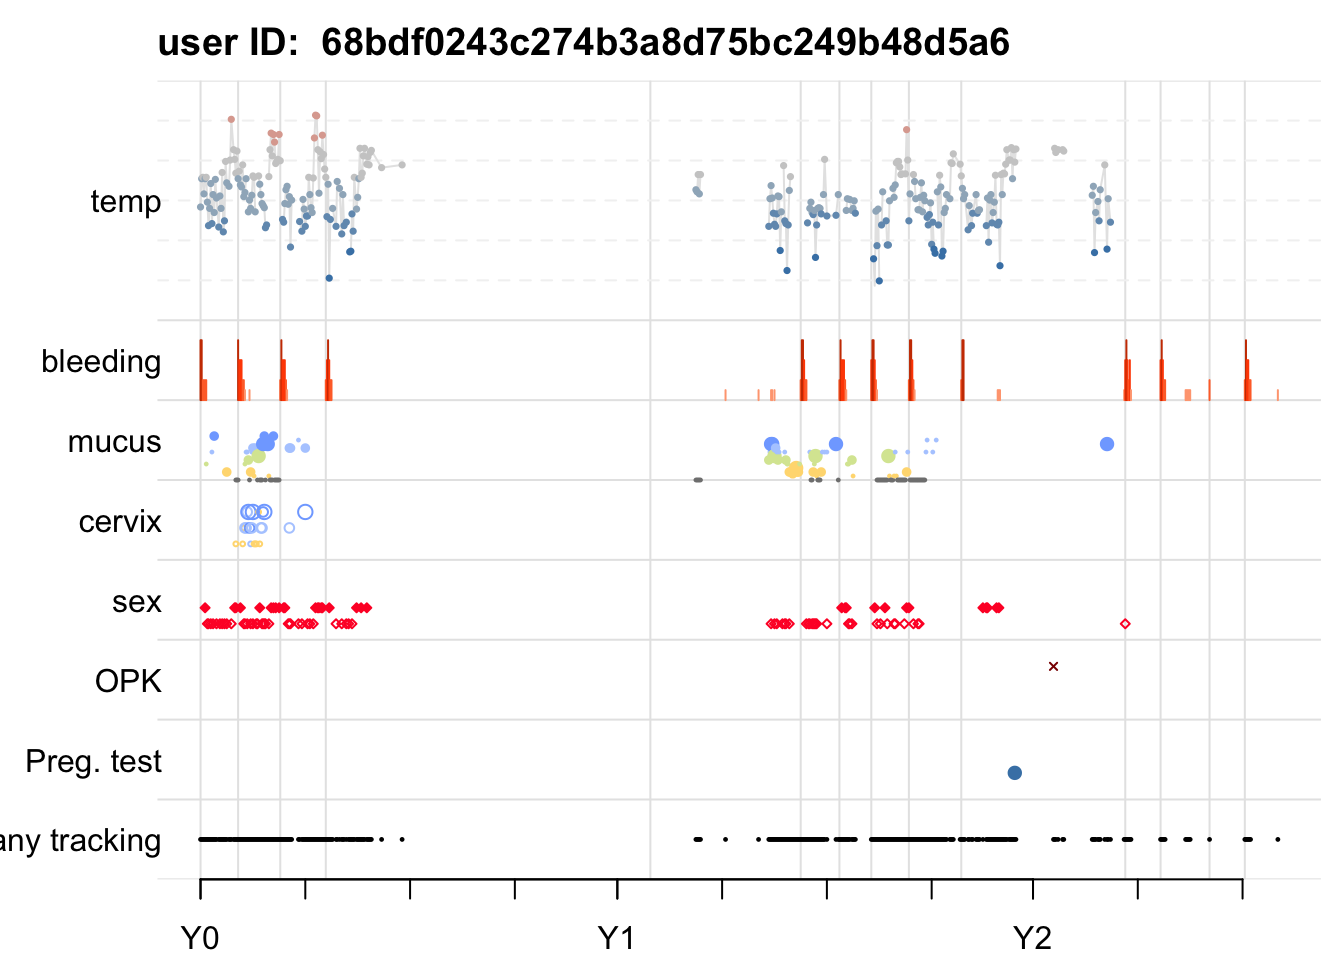 user ID:  68bdf0243c274b3a8d75bc249b48d5a6
temp
bleeding
mucus
cervix
sex
OPK
Preg. test
any tracking
Y0 Y1 Y2